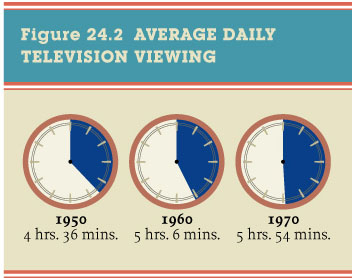 Figure 24.2 AVERAGE DAILY
TELEVISION VIEWING
1950
4 hrs. 36 mins.
1960
5 hrs. 6 mins.
1970
5 hrs. 54 mins.